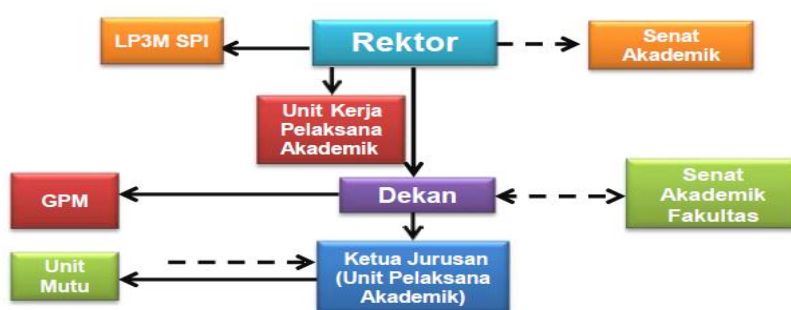 LP3M SPI
Rektor
Senat
Akademik
Unit Kerja
Pelaksana
Akademik
GPM
Dekan
Senat
Akademik
Fakultas
Unit
Mutu
Ketua Jurusan
(Unit Pelaksana
Akademik)